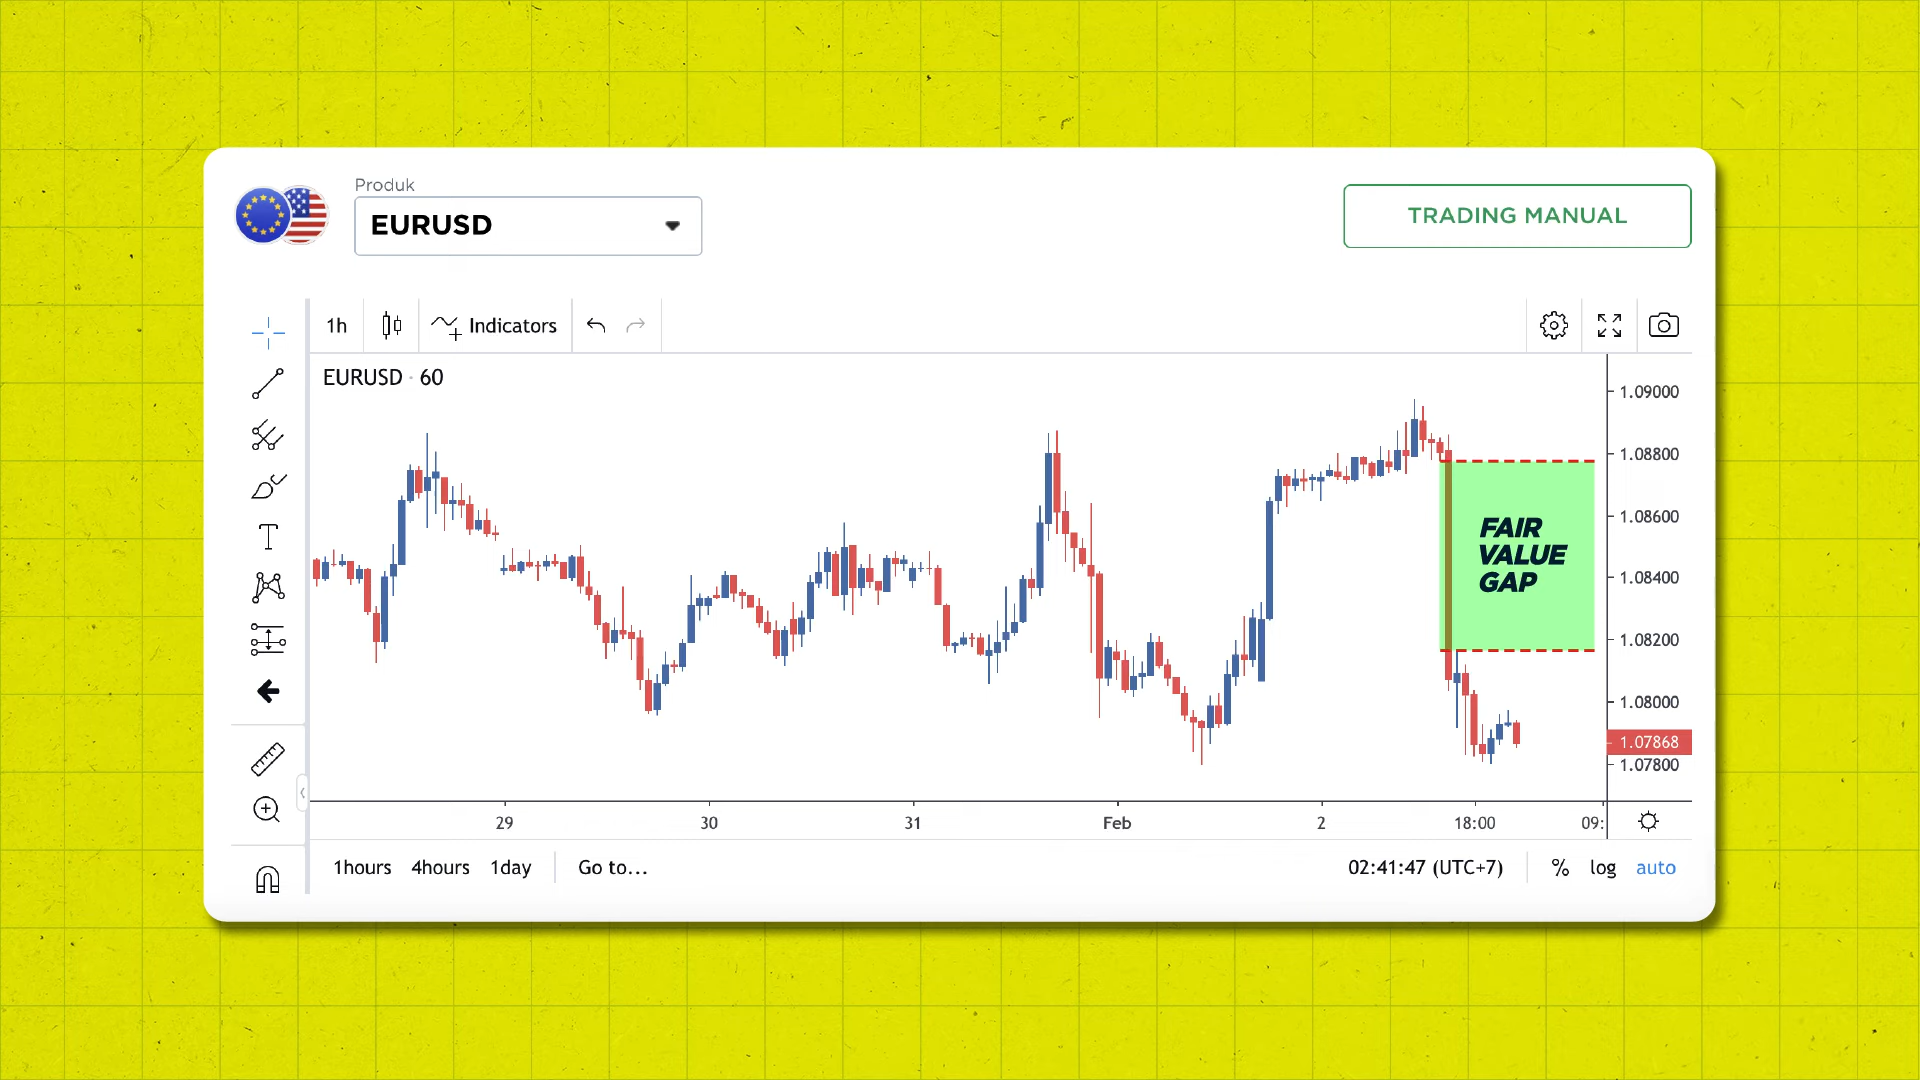 Produk
EURUSD
TRADING MANUAL
1h
Indicators
EURUSD · 60
1.09000
1.08800
1.08600
1.08400
1.08200
1.08000
1.07868
1.07800
FAIR
VALUE
GAP
29 30 31 Feb 2 18:00 09:
1hours 4hours 1day Go to... 02:41:47 (UTC+7) % log auto